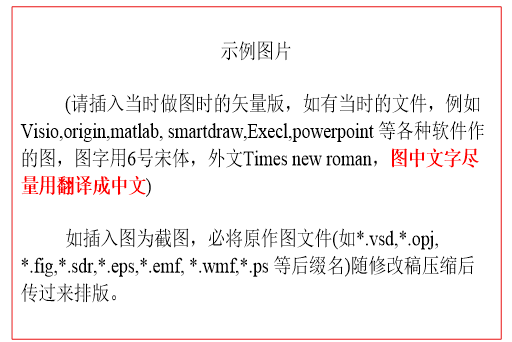 示例图片
(请插入当时做图时的矢量版，如有当时的文件，例如
Visio,origin,matlab, smartdraw,Execl,powerpoint 等各种软件作
的图，图字用6号宋体，外文Times new roman，图中文字尽
量用翻译成中文)
如插入图为截图，必将原作图文件(如*.vsd,*.opj,
*.fig,*.sdr,*.eps,*.emf, *.wmf,*.ps 等后缀名)随修改稿压缩后
传过来排版。